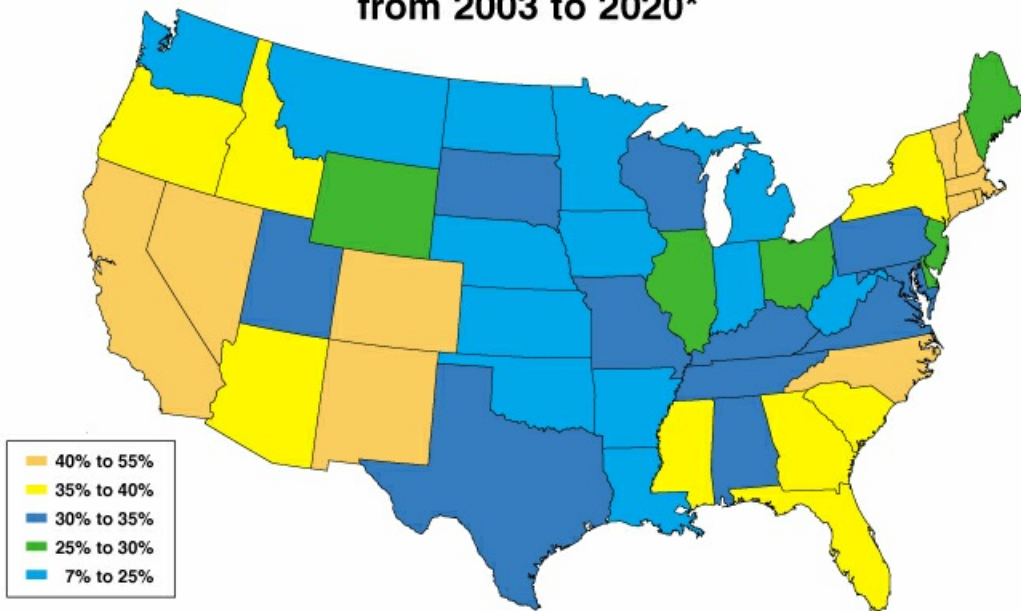 from 2003 to 2020*
40% to 55%
35% to 40%
30% to 35%
25% to 30%
7% to 25%